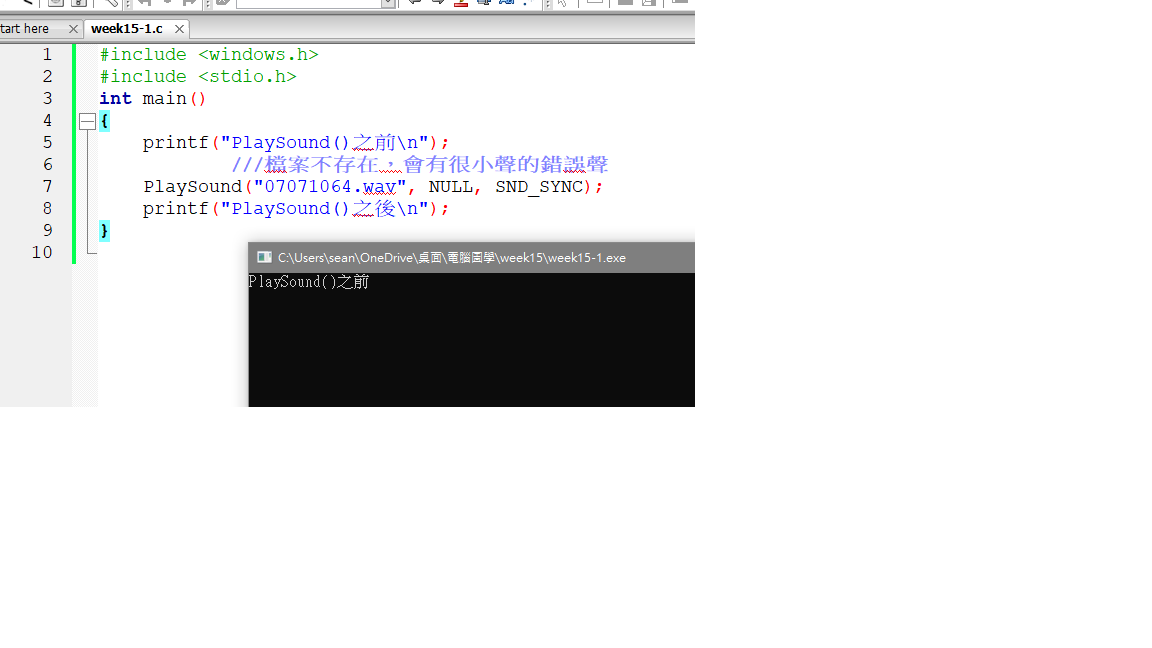 tart here
week15-1.c
1 #include <windows.h>
2 #include <stdio.h>
3 int main()
4 {
5 printf("PlaySound()之前\n");
6 ///檔案不存在，會有很小聲的錯誤聲
7 PlaySound("07071064.wav", NULL, SND_SYNC);
8 printf("PlaySound()之後\n");
9 }
10
C:\Users\sean\OneDrive\桌面\電腦圖學\week15\week15-1.exe
PlaySound()之前